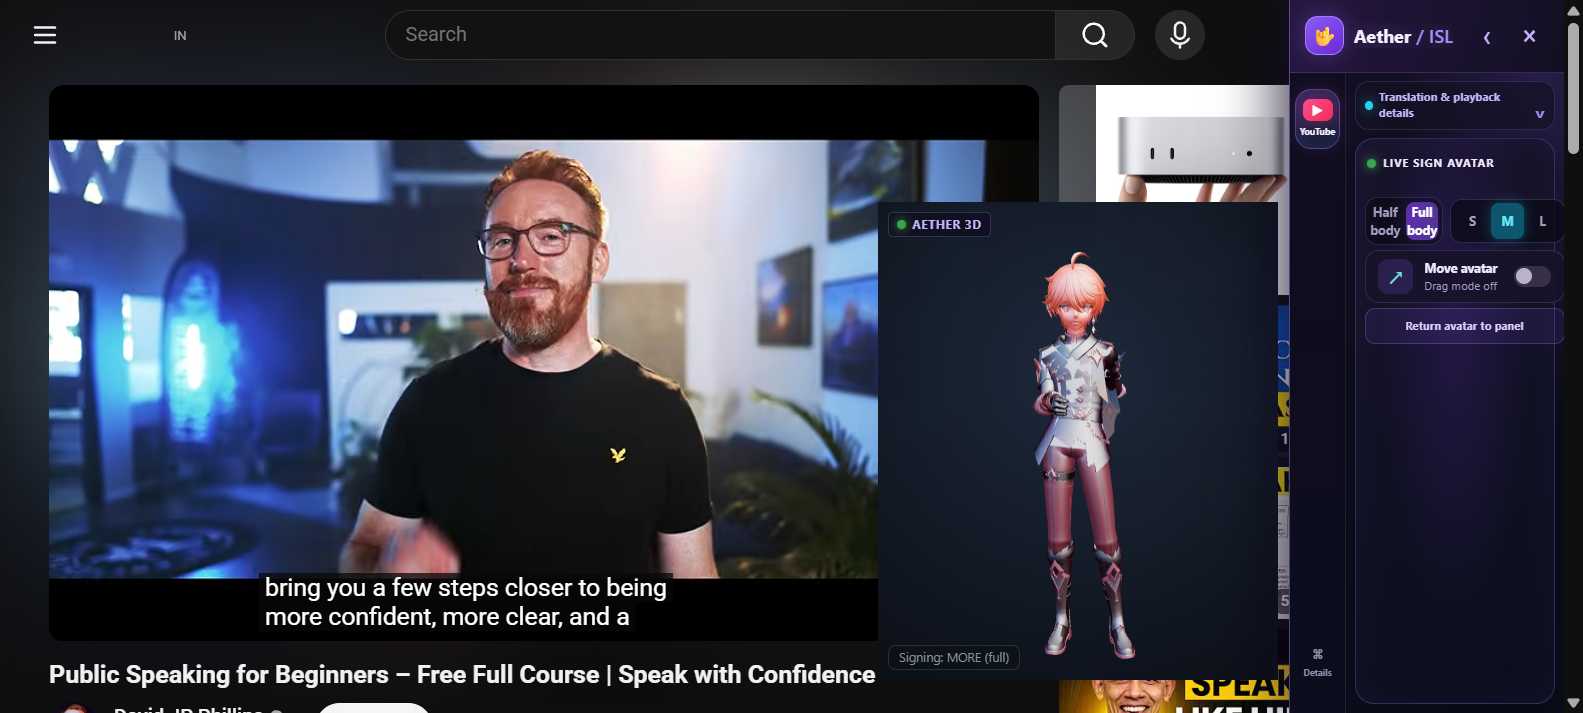 IN
Search
Aether / ISL
YouTube
Translation & playback
details
LIVE SIGN AVATAR
Half
body
Full
body
S
M
L
Move avatar
Drag mode off
Return avatar to panel
Details
AETHER 3D
Signing: MORE (full)
W
bring you a few steps closer to being
more confident, more clear, and a
Public Speaking for Beginners – Free Full Course | Speak with Confidence
1
5
SPEAK